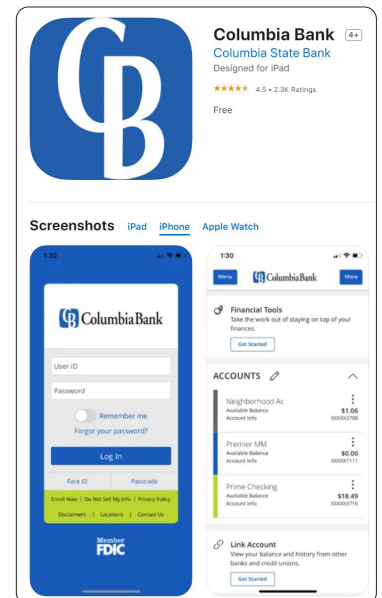 CB
Columbia Bank 4+
Columbia State Bank
Designed for iPad
4.5 • 2.3K Ratings
Free
Screenshots iPad iPhone Apple Watch
1:30
CB Columbia Bank
User ID
Password
Remember me
Forgot your password?
Log In
Face ID Passcode
Enroll Now | Do Not Sell My Info | Privacy Policy
Disclaimers | Locations | Contact Us
Member
FDIC
1:30
Menu CB Columbia Bank More
Financial Tools
Take the work out of staying on top of your
finances.
Get Started
ACCOUNTS
Neighborhood Ac
Available Balance $1.06
Account Info XXXXX3708
Premier MM
Available Balance $0.00
Account Info XXXXX1111
Prime Checking
Available Balance $18.49
Account Info XXXXX3716
Link Account
View your balance and history from other
banks and credit unions.
Get Started